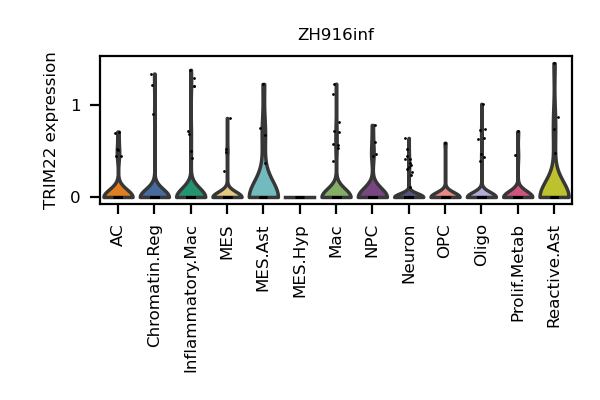 ZH916inf
TRIM22 expression
1
0
AC
Chromatin.Reg
Inflammatory.Mac
MES
MES.Ast
MES.Hyp
Mac
NPC
Neuron
OPC
Oligo
Prolif.Metab
Reactive.Ast